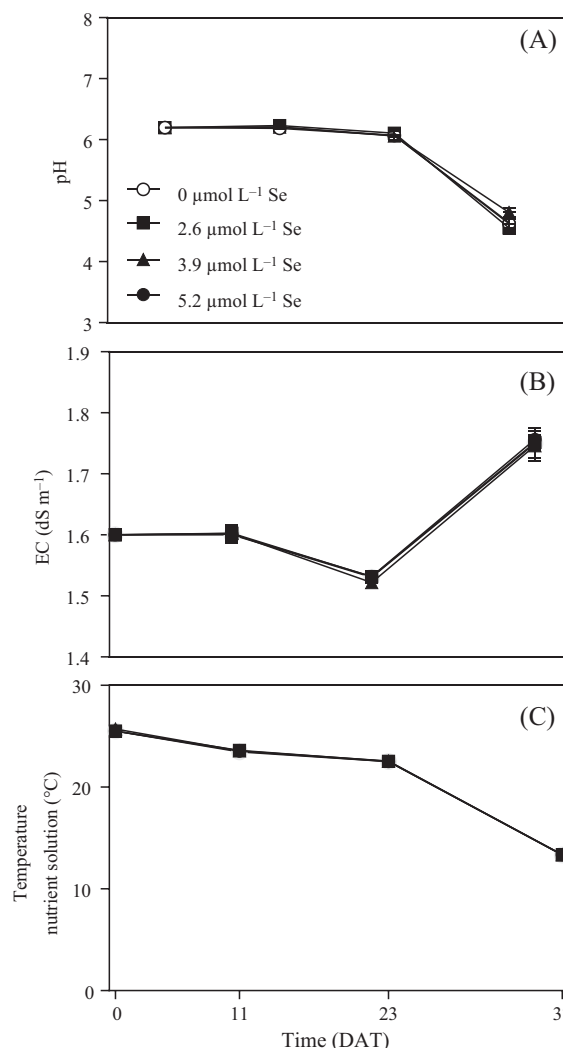 8
(A)
7
6
pH
5
4
3
0 µmol L⁻¹ Se
2.6 µmol L⁻¹ Se
3.9 µmol L⁻¹ Se
5.2 µmol L⁻¹ Se
1.9
(B)
1.8
1.7
EC (dS m⁻¹)
1.6
1.5
1.4
30
(C)
20
Temperature
nutrient solution (°C)
10
0
0 11 23 3
Time (DAT)